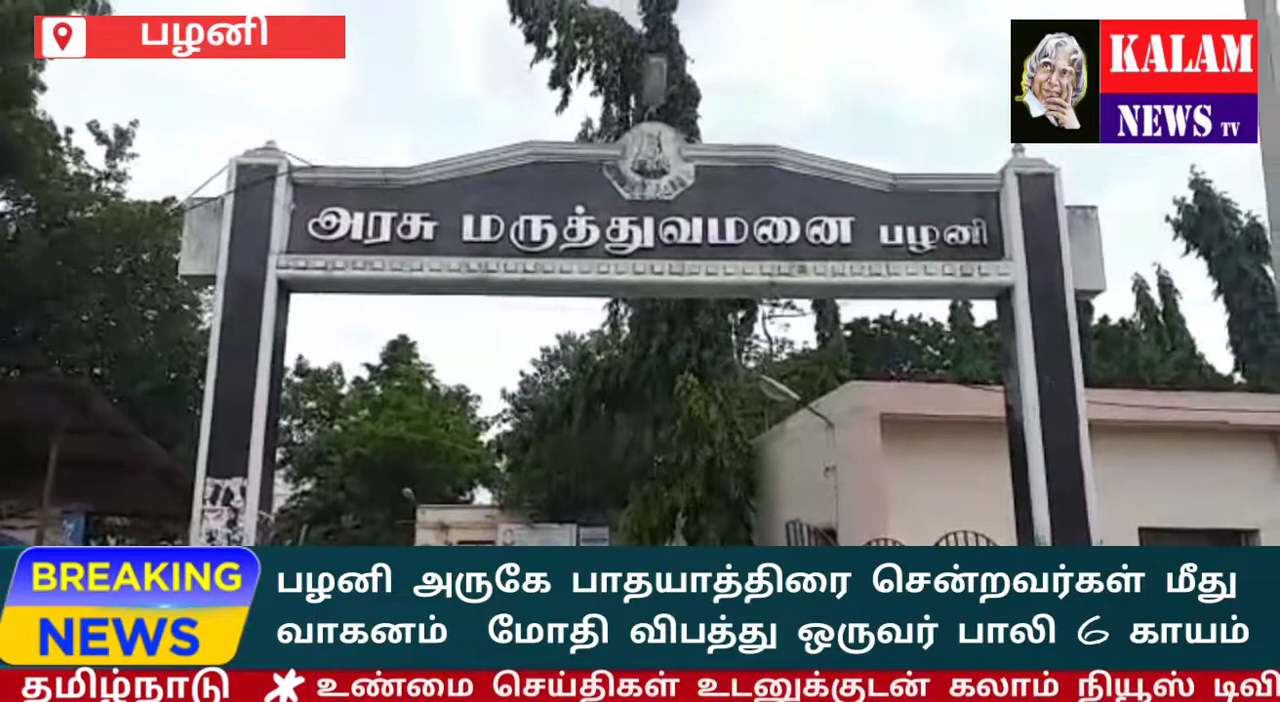 பழனி
KALAM
NEWS TV
அரசு மருத்துவமனை பழனி
BREAKING
NEWS
பழனி அருகே பாதயாத்திரை சென்றவர்கள் மீது
வாகனம் மோதி விபத்து ஒருவர் பாலி 6 காயம்
தமிழ்நாடு * உண்மை செய்திகள் உடனுக்குடன் கலாம் நியூஸ் டிவி